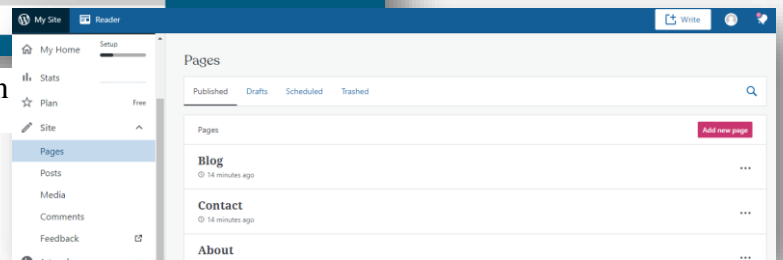 My Site
Reader
Write
My Home
Setup
Stats
Plan
Free
Site
Pages
Posts
Media
Comments
Feedback
Pages
Published Drafts Scheduled Trashed
Pages
Add new page
Blog
14 minutes ago
Contact
14 minutes ago
About